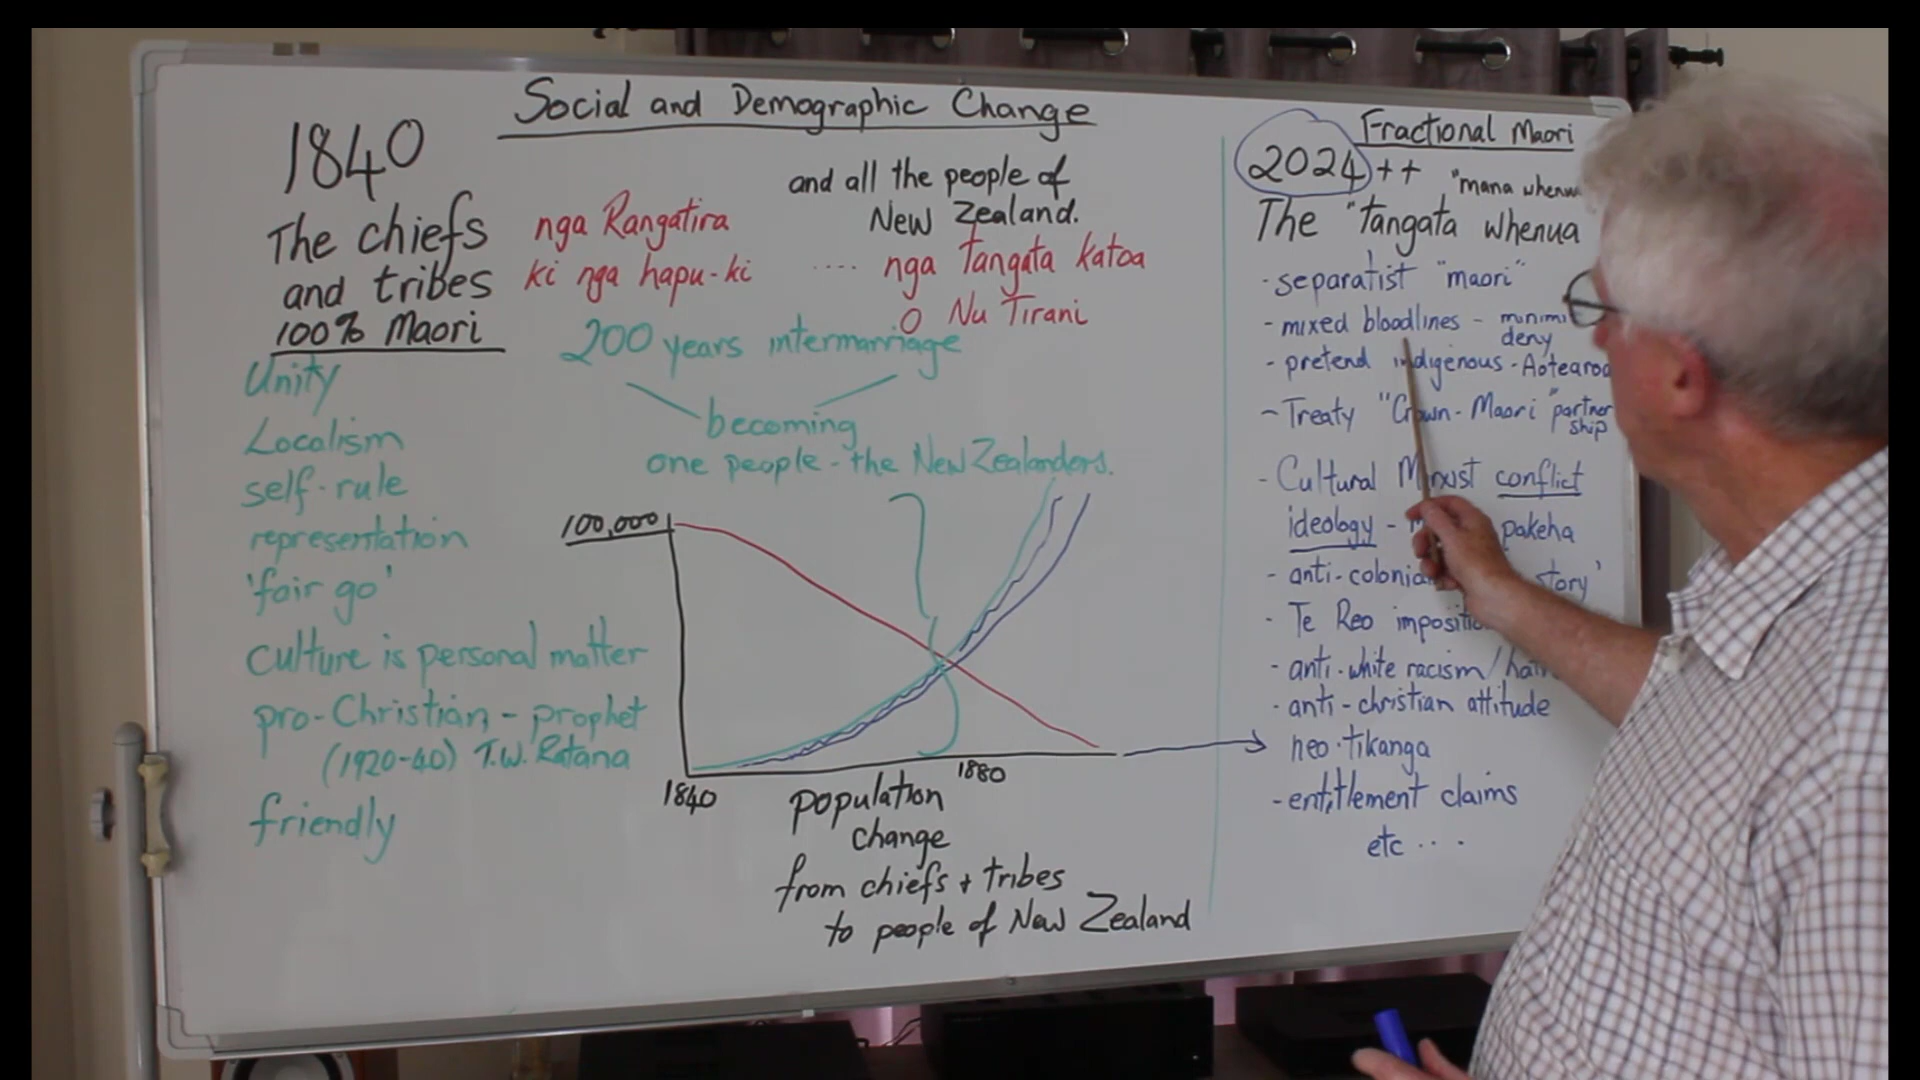 Social and Demographic Change
1840
The chiefs
and tribes
100% Maori
nga Rangatira
ki nga hapu-ki
and all the people of
New Zealand.
.... nga Tangata katoa
O Nu Tirani
200 years intermarriage
becoming
one people - the New Zealanders.
Unity
Localism
self-rule
representation
'fair go'
culture is personal matter
pro-Christian - prophet
(1920-40) T.W. Ratana
friendly
100,000
1840
1880
population
change
from chiefs + tribes
to people of New Zealand
Fractional Maori
2024++
"mana
The "Tangata whenua
- separatist "maori"
- mixed bloodlines -
deny
- pretend indigenous - Aotearoa
- Treaty "Crown - Maori" partner
ship
- Cultural conflict
ideology - pakeha
- anti-
- Te Reo
- anti-white racism/
- anti-christian attitude
neo-tikanga
- entitlement claims
etc ....